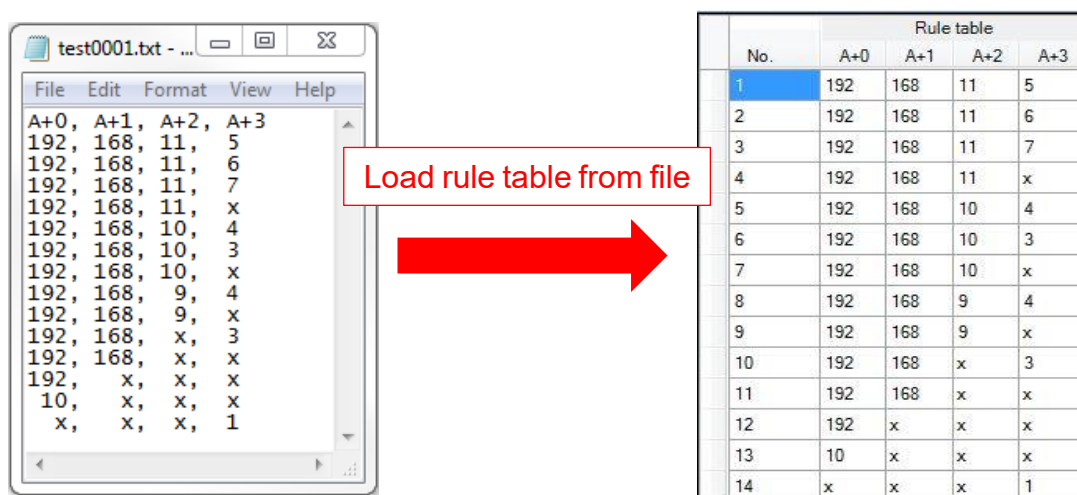 test0001.txt - ...
File Edit Format View Help
A+0, A+1, A+2, A+3
192, 168, 11, 5
192, 168, 11, 6
192, 168, 11, 7
192, 168, 11, x
192, 168, 10, 4
192, 168, 10, 3
192, 168, 10, x
192, 168, 9, 4
192, 168, 9, x
192, 168, x, 3
192, 168, x, x
192, x, x, x
10, x, x, x
x, x, x, 1
Load rule table from file
Rule table
No. A+0 A+1 A+2 A+3
1 192 168 11 5
2 192 168 11 6
3 192 168 11 7
4 192 168 11 x
5 192 168 10 4
6 192 168 10 3
7 192 168 10 x
8 192 168 9 4
9 192 168 9 x
10 192 168 x 3
11 192 168 x x
12 192 x x x
13 10 x x x
14 x x x 1